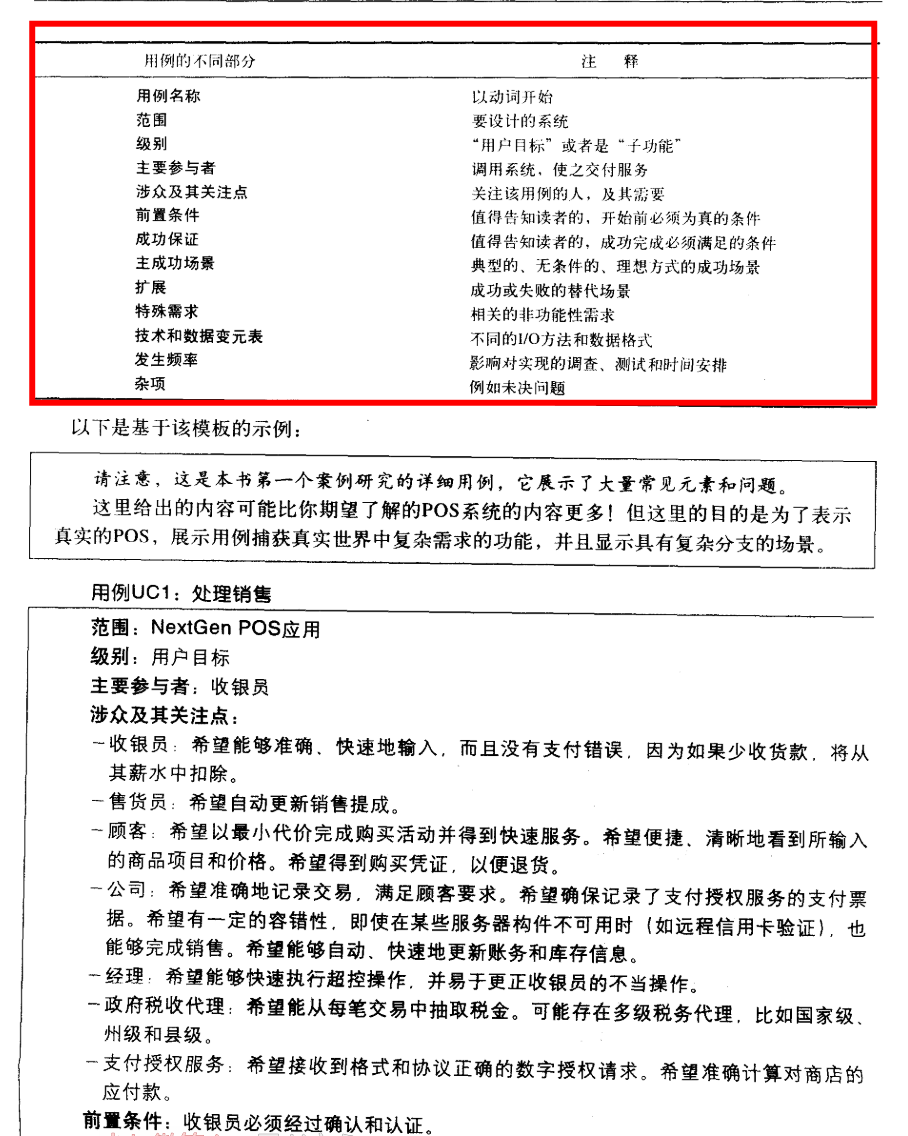 用例的不同部分 注 释
用例名称 以动词开始
范围 要设计的系统
级别 “用户目标”或者是“子功能”
主要参与者 调用系统，使之交付服务
涉众及其关注点 关注该用例的人，及其需要
前置条件 值得告知读者的，开始前必须为真的条件
成功保证 值得告知读者的，成功完成必须满足的条件
主成功场景 典型的、无条件的、理想方式的成功场景
扩展 成功或失败的替代场景
特殊需求 相关的非功能性需求
技术和数据变元表 不同的I/O方法和数据格式
发生频率 影响对实现的调查、测试和时间安排
杂项 例如未决问题
以下是基于该模板的示例：
请注意，这是本书第一个案例研究的详细用例，它展示了大量常见元素和问题。
这里给出的内容可能比你期望了解的POS系统的内容更多！但这里的目的是为了表示
真实的POS，展示用例捕获真实世界中复杂需求的功能，并且显示具有复杂分支的场景。
用例UC1：处理销售
范围：NextGen POS应用
级别：用户目标
主要参与者：收银员
涉众及其关注点：
－收银员：希望能够准确、快速地输入，而且没有支付错误，因为如果少收货款，将从
其薪水中扣除。
－售货员：希望自动更新销售提成。
－顾客：希望以最小代价完成购买活动并得到快速服务。希望便捷、清晰地看到所输入
的商品项目和价格。希望得到购买凭证，以便退货。
－公司：希望准确地记录交易，满足顾客要求。希望确保记录了支付授权服务的支付票
据。希望有一定的容错性，即使在某些服务器构件不可用时（如远程信用卡验证），也
能够完成销售。希望能够自动、快速地更新账务和库存信息。
－经理：希望能够快速执行超控操作，并易于更正收银员的不当操作。
－政府税收代理：希望能从每笔交易中抽取税金。可能存在多级税务代理，比如国家级、
州级和县级。
－支付授权服务：希望接收到格式和协议正确的数字授权请求。希望准确计算对商店的
应付款。
前置条件：收银员必须经过确认和认证。